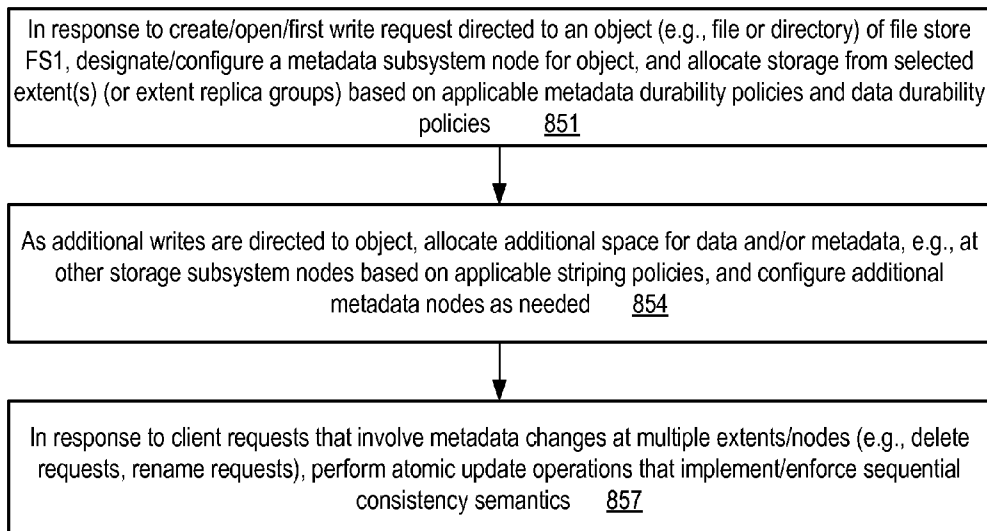 In response to create/open/first write request directed to an object (e.g., file or directory) of file store
FS1, designate/configure a metadata subsystem node for object, and allocate storage from selected
extent(s) (or extent replica groups) based on applicable metadata durability policies and data durability
policies 851
As additional writes are directed to object, allocate additional space for data and/or metadata, e.g., at
other storage subsystem nodes based on applicable striping policies, and configure additional
metadata nodes as needed 854
In response to client requests that involve metadata changes at multiple extents/nodes (e.g., delete
requests, rename requests), perform atomic update operations that implement/enforce sequential
consistency semantics 857